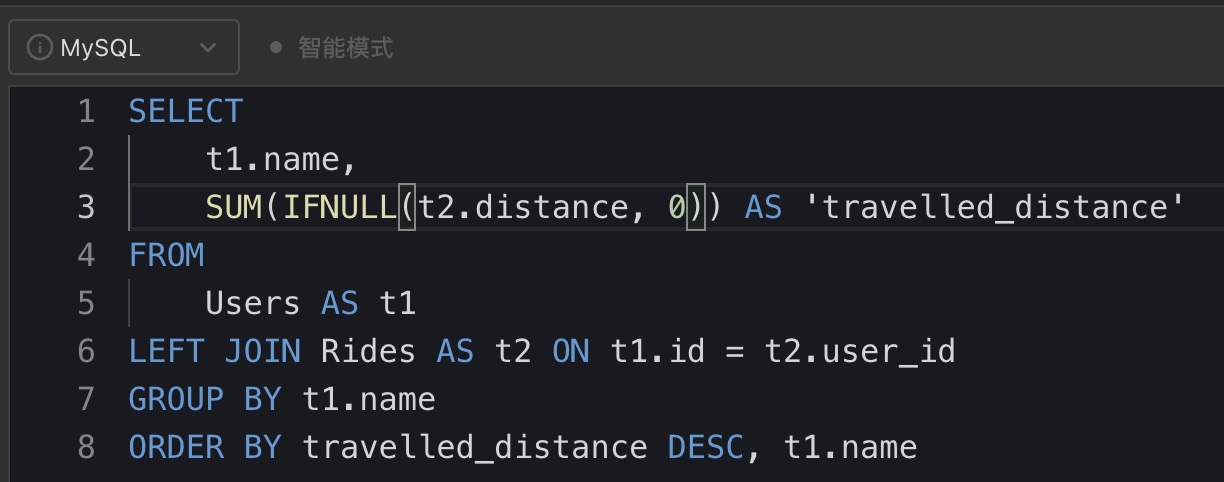 MySQL 智能模式
1 SELECT
2 t1.name,
3 SUM(IFNULL(t2.distance, 0)) AS 'travelled_distance'
4 FROM
5 Users AS t1
6 LEFT JOIN Rides AS t2 ON t1.id = t2.user_id
7 GROUP BY t1.name
8 ORDER BY travelled_distance DESC, t1.name